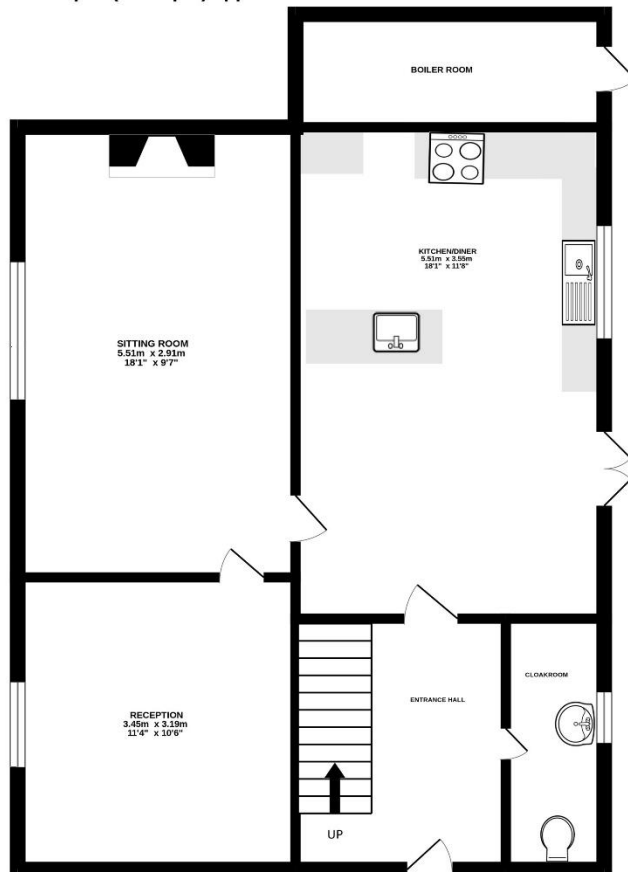 BOILER ROOM
KITCHEN/DINER
5.51m x 3.55m
18'1" x 11'8"
SITTING ROOM
5.51m x 2.91m
18'1" x 9'7"
CLOAKROOM
ENTRANCE HALL
RECEPTION
3.45m x 3.19m
11'4" x 10'6"
UP